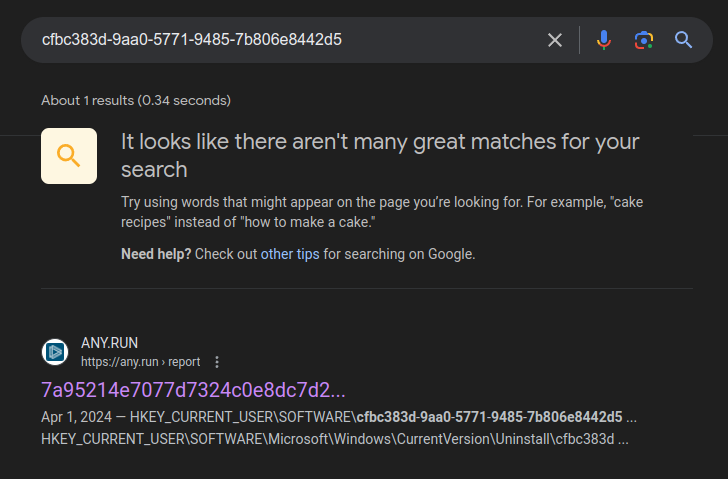 cfbc383d-9aa0-5771-9485-7b806e8442d5
About 1 results (0.34 seconds)
It looks like there aren't many great matches for your
search
Try using words that might appear on the page you're looking for. For example, "cake
recipes" instead of "how to make a cake."
Need help? Check out other tips for searching on Google.
ANY.RUN
https://any.run › report
7a95214e7077d7324c0e8dc7d2...
Apr 1, 2024 — HKEY_CURRENT_USER\SOFTWARE\cfbc383d-9aa0-5771-9485-7b806e8442d5 ...
HKEY_CURRENT_USER\SOFTWARE\Microsoft\Windows\CurrentVersion\Uninstall\cfbc383d ...